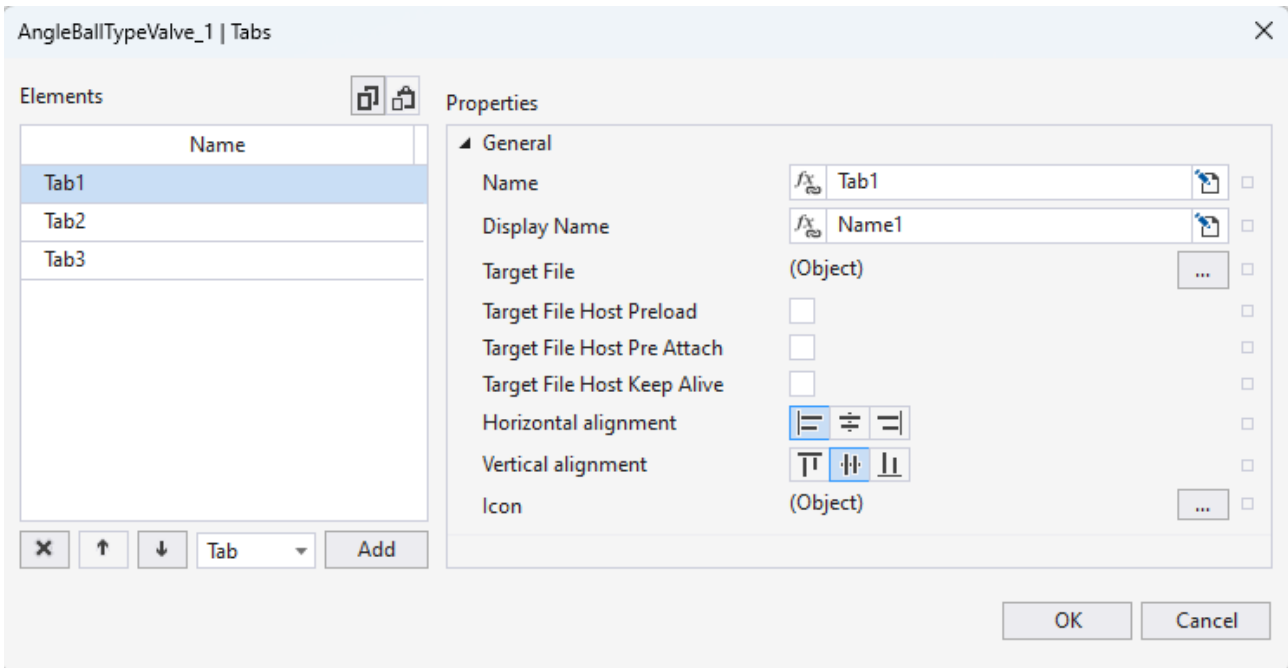 AngleBallTypeValve_1 | Tabs
Elements
Name
Tab1
Tab2
Tab3
Tab
Add
Properties
General
Name
Tab1
Display Name
Name1
Target File
(Object)
...
Target File Host Preload
Target File Host Pre Attach
Target File Host Keep Alive
Horizontal alignment
Vertical alignment
Icon
(Object)
...
OK
Cancel